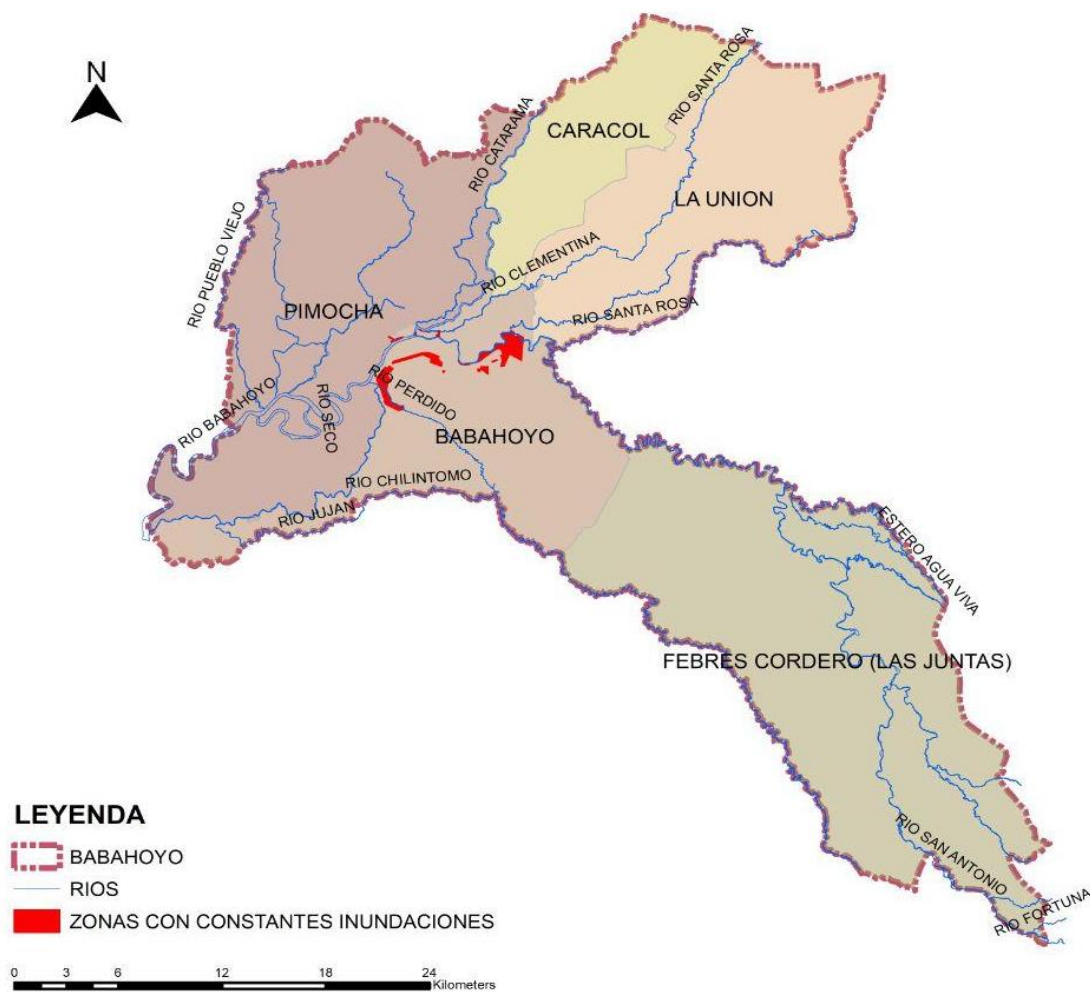 N
RIO SANTA ROSA
CARACOL
RIO CATARAMA
LA UNION
RIO PUEBLO VIEJO
RIO CLEMENTINA
PIMOCHA
RIO SANTA ROSA
RIO PERDIDO
RIO BABAHOYO
RIO SECO
BABAHOYO
RIO CHILINTOMO
RIO JUJAN
ESTERO AGUA VIVA
FEBRES CORDERO (LAS JUNTAS)
RIO SAN ANTONIO
RIO FORTUNA
LEYENDA
BABAHOYO
RIOS
ZONAS CON CONSTANTES INUNDACIONES
0 3 6 12 18 24
Kilometers